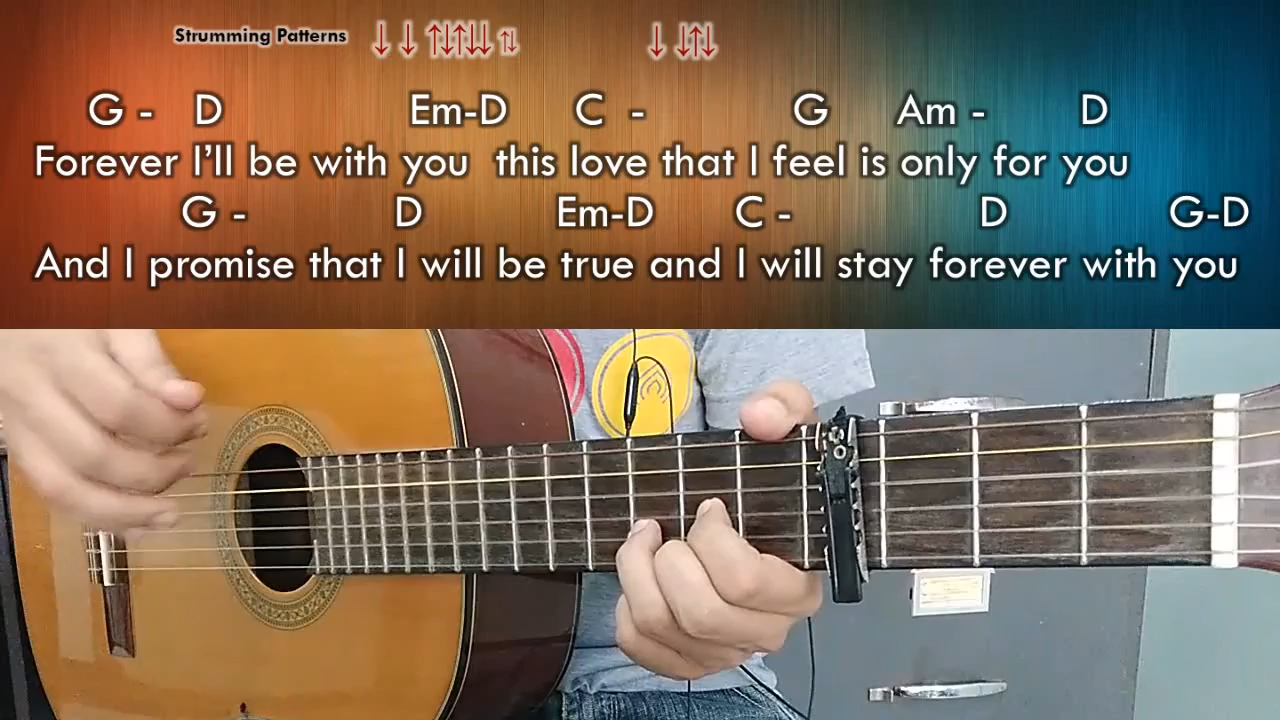 Strumming Patterns ↓ ↓ ↑↓↑↓↓ ↑↓ ↓ ↓↑↓
G - D Em-D C - G Am - D
Forever I'll be with you this love that I feel is only for you
G - D Em-D C - D G-D
And I promise that I will be true and I will stay forever with you